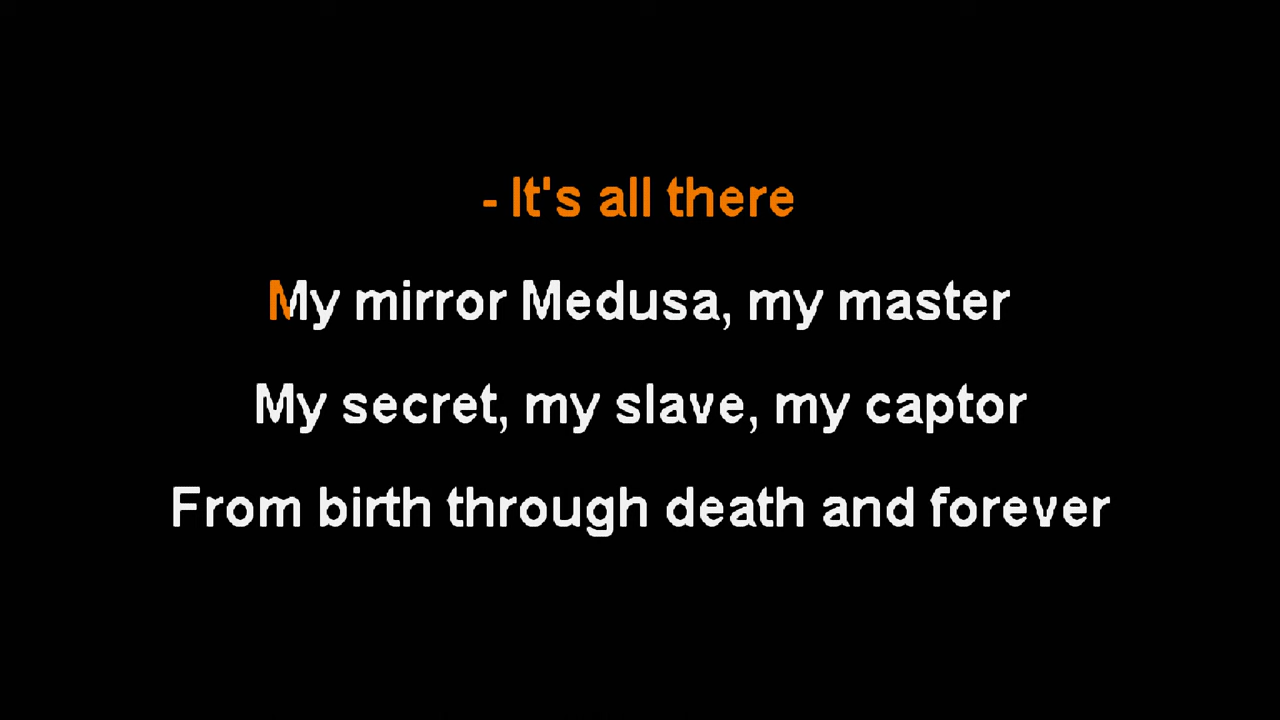 - It's all there
My mirror Medusa, my master
My secret, my slave, my captor
From birth through death and forever